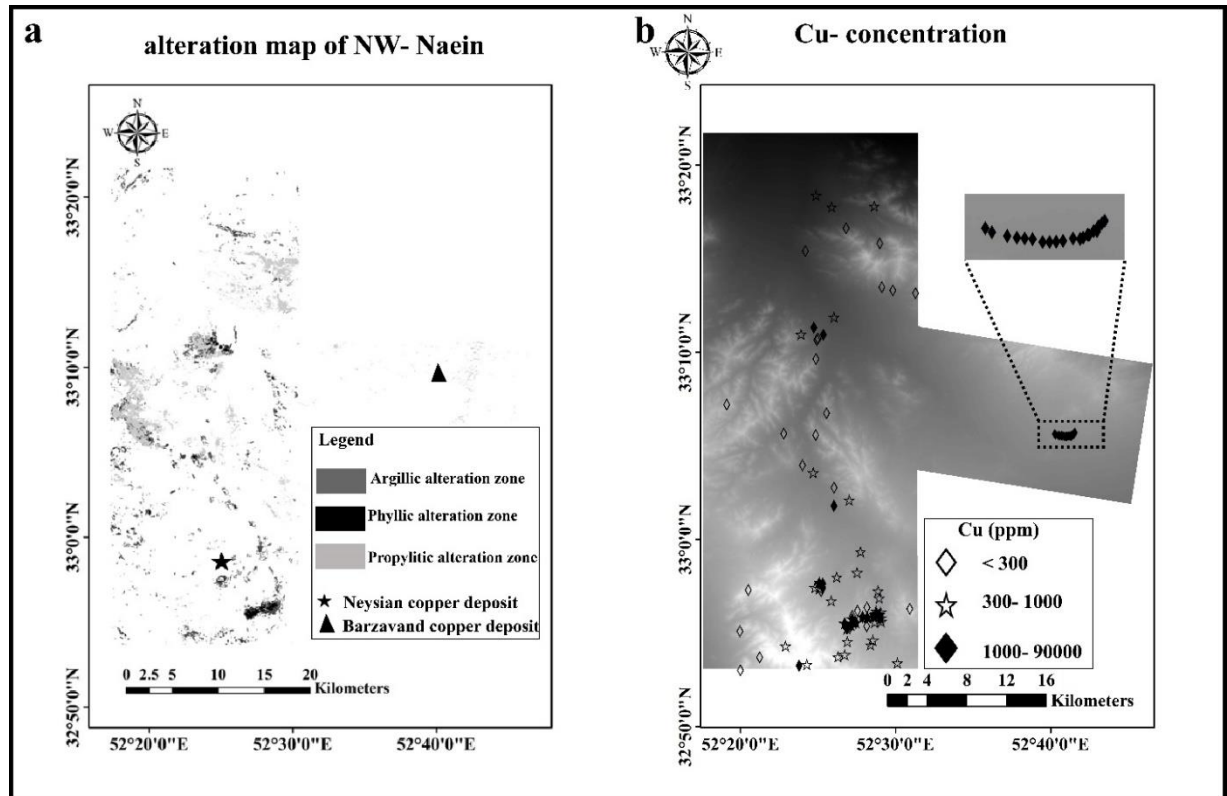 a
alteration map of NW- Naein
N
W E
S
33°20'0"N
33°10'0"N
33°0'0"N
32°50'0"N
Legend
Argillic alteration zone
Phyllic alteration zone
Propylitic alteration zone
Neysian copper deposit
Barzavand copper deposit
0 2.5 5 10 15 20
Kilometers
52°20'0"E 52°30'0"E 52°40'0"E
b
Cu- concentration
N
W E
S
33°20'0"N
33°10'0"N
33°0'0"N
32°50'0"N
Cu (ppm)
< 300
300- 1000
1000- 90000
0 2 4 8 12 16
Kilometers
52°20'0"E 52°30'0"E 52°40'0"E